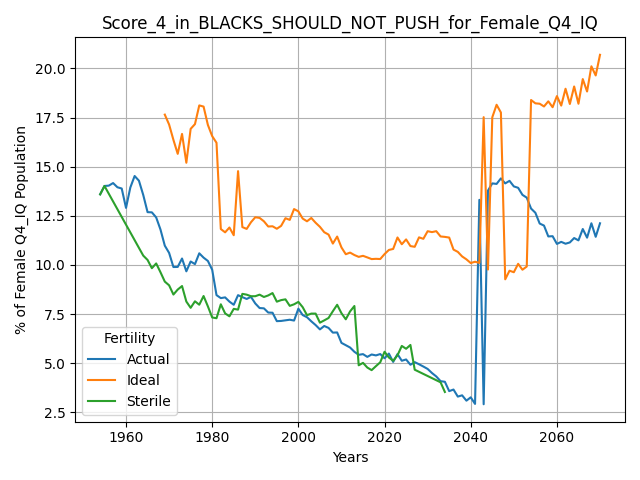 Score_4_in_BLACKS_SHOULD_NOT_PUSH_for_Female_Q4_IQ
% of Female Q4_IQ Population
20.0
17.5
15.0
12.5
10.0
7.5
5.0
2.5
Fertility
Actual
Ideal
Sterile
1960 1980 2000 2020 2040 2060
Years